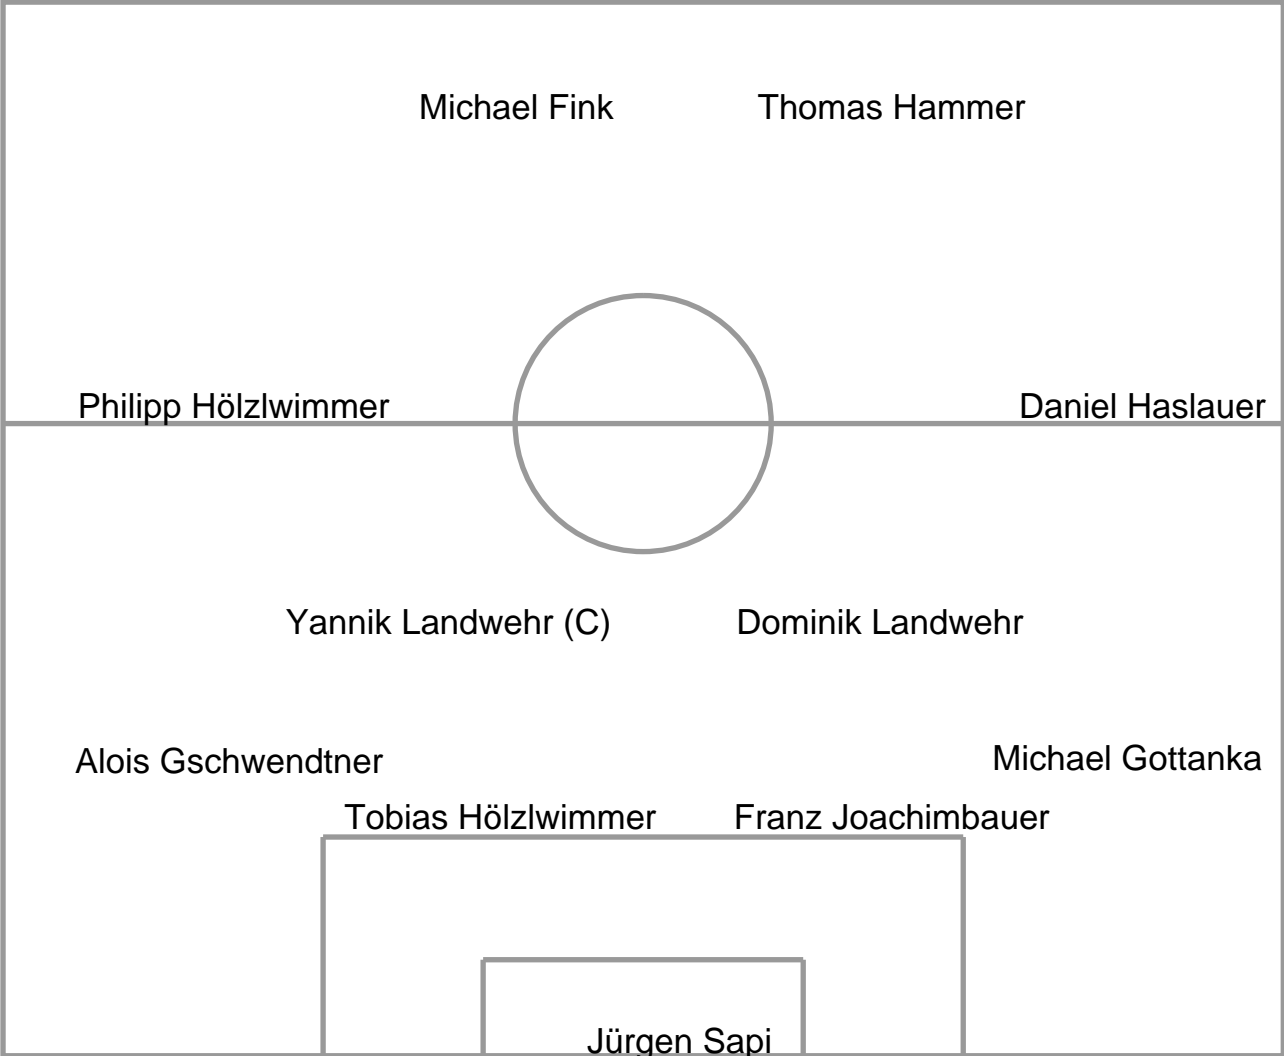 Michael Fink
Thomas Hammer
Philipp Hölzlwimmer
Daniel Haslauer
Yannik Landwehr (C)
Dominik Landwehr
Alois Gschwendtner
Michael Gottanka
Tobias Hölzlwimmer
Franz Joachimbauer
Jürgen Sapi